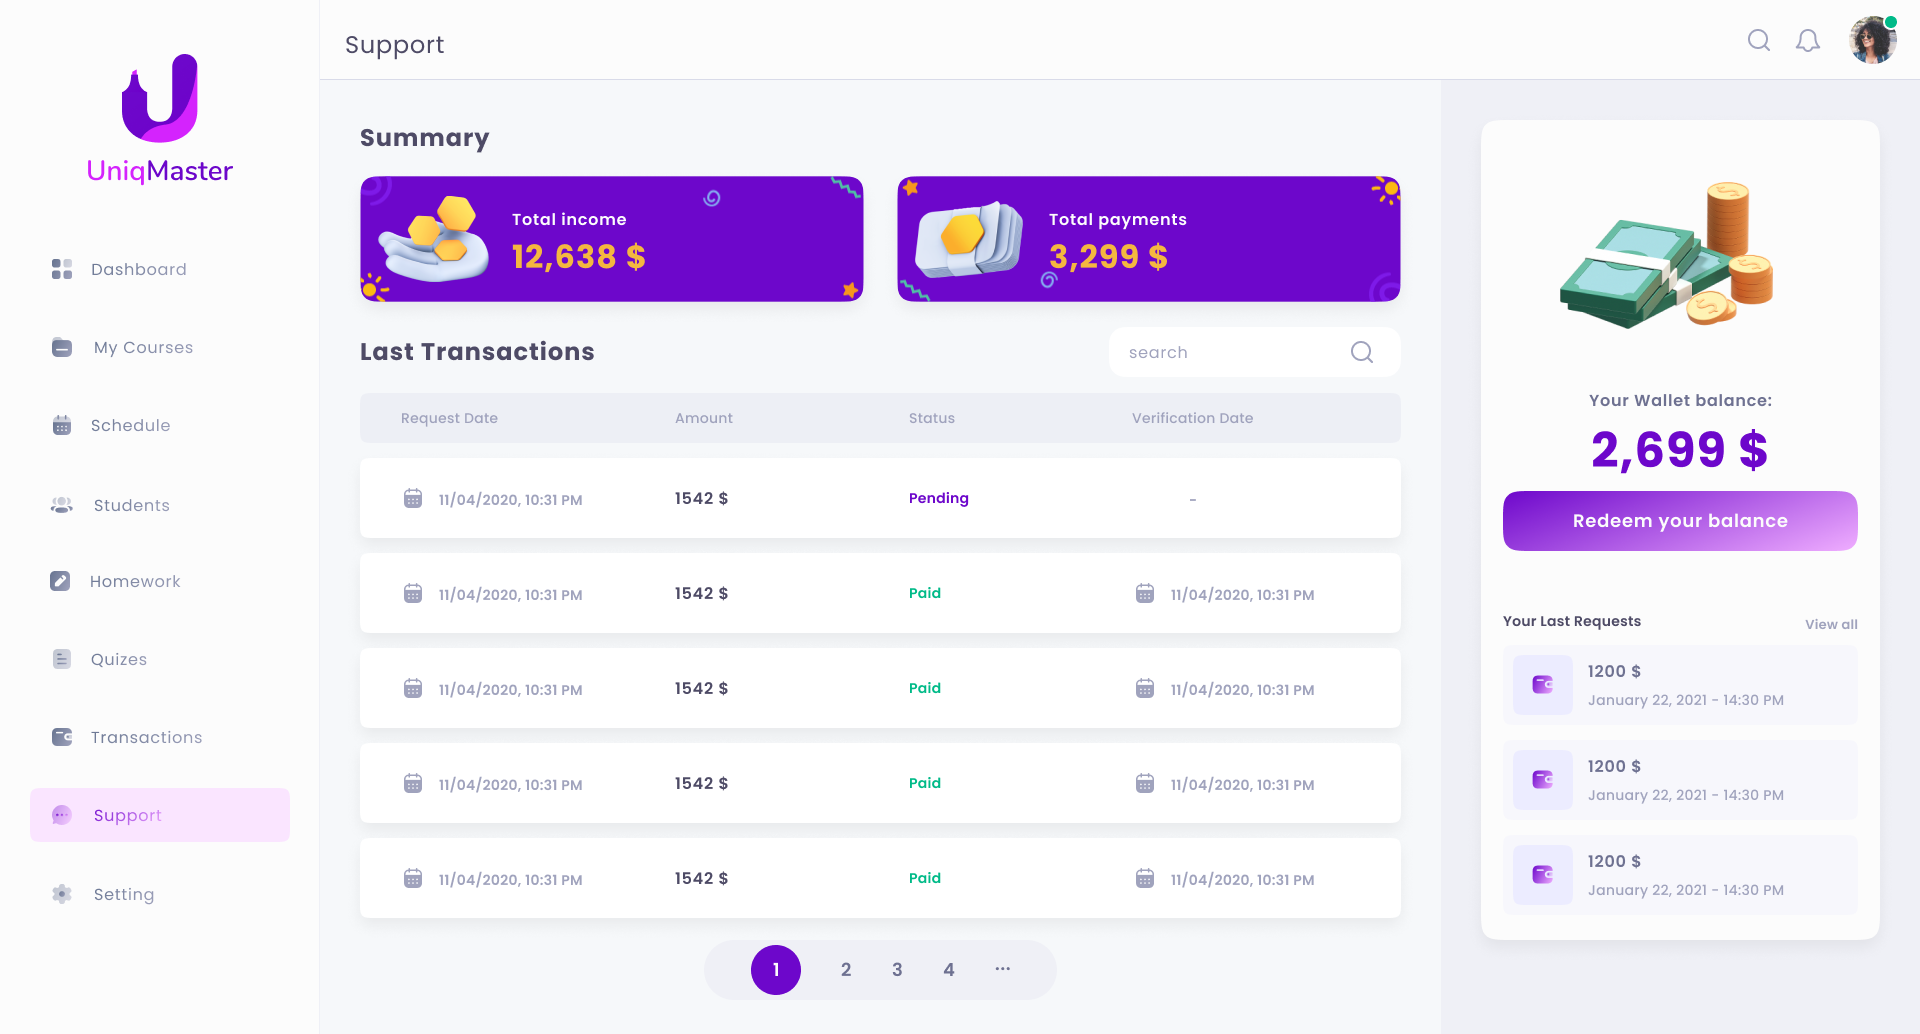 UniqMaster
Dashboard
My Courses
Schedule
Students
Homework
Quizes
Transactions
Support
Setting
Support
Summary
Total income
12,638 $
Total payments
3,299 $
Last Transactions
search
Request Date Amount Status Verification Date
11/04/2020, 10:31 PM 1542 $ Pending -
11/04/2020, 10:31 PM 1542 $ Paid 11/04/2020, 10:31 PM
11/04/2020, 10:31 PM 1542 $ Paid 11/04/2020, 10:31 PM
11/04/2020, 10:31 PM 1542 $ Paid 11/04/2020, 10:31 PM
11/04/2020, 10:31 PM 1542 $ Paid 11/04/2020, 10:31 PM
1 2 3 4 ...
Your Wallet balance:
2,699 $
Redeem your balance
Your Last Requests View all
1200 $
January 22, 2021 - 14:30 PM
1200 $
January 22, 2021 - 14:30 PM
1200 $
January 22, 2021 - 14:30 PM